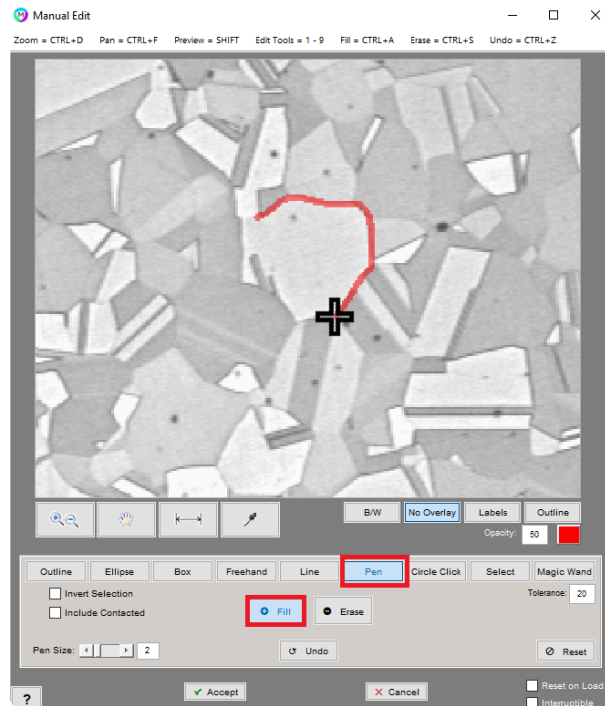 Manual Edit
Zoom = CTRL+D Pan = CTRL+F Preview = SHIFT Edit Tools = 1 - 9 Fill = CTRL+A Erase = CTRL+S Undo = CTRL+Z
B/W No Overlay Labels Outline
Opacity: 50
Outline Ellipse Box Freehand Line Pen Circle Click Select Magic Wand
Invert Selection Tolerance: 20
Include Contacted Fill Erase
Pen Size: 2 Undo Reset
Accept Cancel Reset on Load
? Interruptible